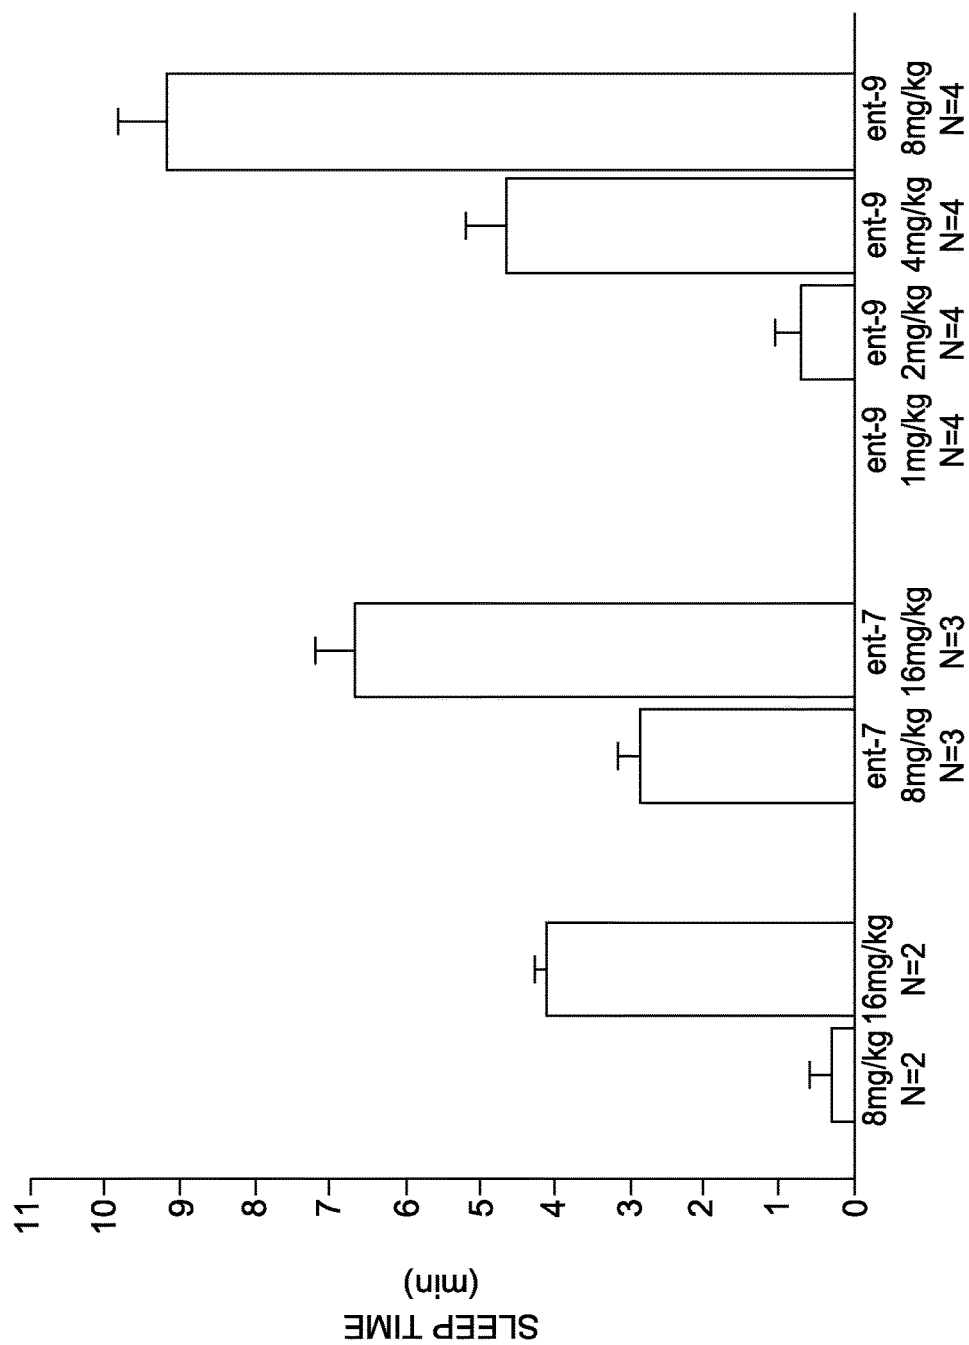 SLEEP TIME
(min)
11
10
9
8
7
6
5
4
3
2
1
0
8mg/kg
N=2
16mg/kg
N=2
ent-7
8mg/kg
N=3
ent-7
16mg/kg
N=3
ent-9
1mg/kg
N=4
ent-9
2mg/kg
N=4
ent-9
4mg/kg
N=4
ent-9
8mg/kg
N=4